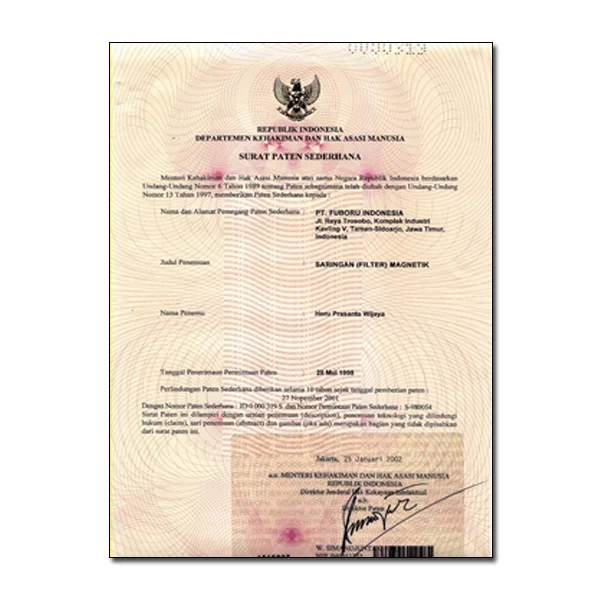 0000319
REPUBLIK INDONESIA
DEPARTEMEN KEHAKIMAN DAN HAK ASASI MANUSIA
SURAT PATEN SEDERHANA
Menteri Kehakiman dan Hak Asasi Manusia atas nama Negara Republik Indonesia berdasarkan
Undang-Undang Nomor 6 Tahun 1989 tentang Paten sebagaimana telah diubah dengan Undang-Undang
Nomor 13 Tahun 1997, memberikan Paten Sederhana kepada :
Nama dan Alamat Pemegang Paten Sederhana : PT. FUBORU INDONESIA
Jl. Raya Trosobo, Komplek Industri
Kavling V, Taman-Sidoarjo, Jawa Timur,
Indonesia
Judul Penemuan : SARINGAN (FILTER) MAGNETIK
Nama Penemu : Heru Prasanta Wijaya
Tanggal Penerimaan Permintaan Paten : 28 Mei 1998
Perlindungan Paten Sederhana diberikan selama 10 tahun sejak tanggal pemberian paten :
27 Nopember 2001
Dengan Nomor Paten Sederhana : ID 0.000.319 S dan Nomor Permintaan Paten Sederhana : S-980054
Surat Paten ini dilampiri dengan uraian penemuan (description), penemuan teknologi yang dilindungi
hukum (claim), sari penemuan (abstract) dan gambar (jika ada) merupakan bagian yang tidak dipisahkan
dari surat paten ini.
Jakarta, 25 Januari 2002
a.n. MENTERI KEHAKIMAN DAN HAK ASASI MANUSIA
REPUBLIK INDONESIA
Direktur Jenderal Hak Kekayaan Intelektual
u.b.
Direktur Paten
W. SIMANDJUNTAK